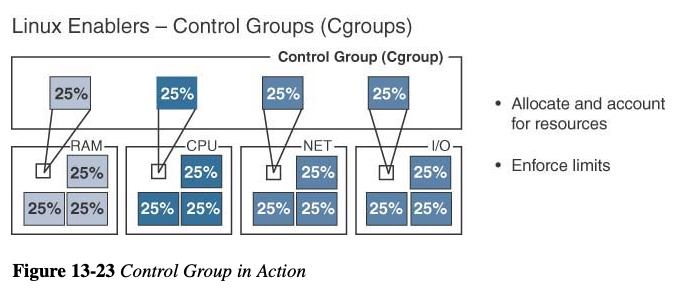 Linux Enablers – Control Groups (Cgroups)
Control Group (Cgroup)
25% 25% 25% 25%
• Allocate and account
for resources
• Enforce limits
RAM CPU NET I/O
25% 25% 25% 25%
25% 25% 25% 25% 25% 25% 25% 25%
Figure 13-23 Control Group in Action